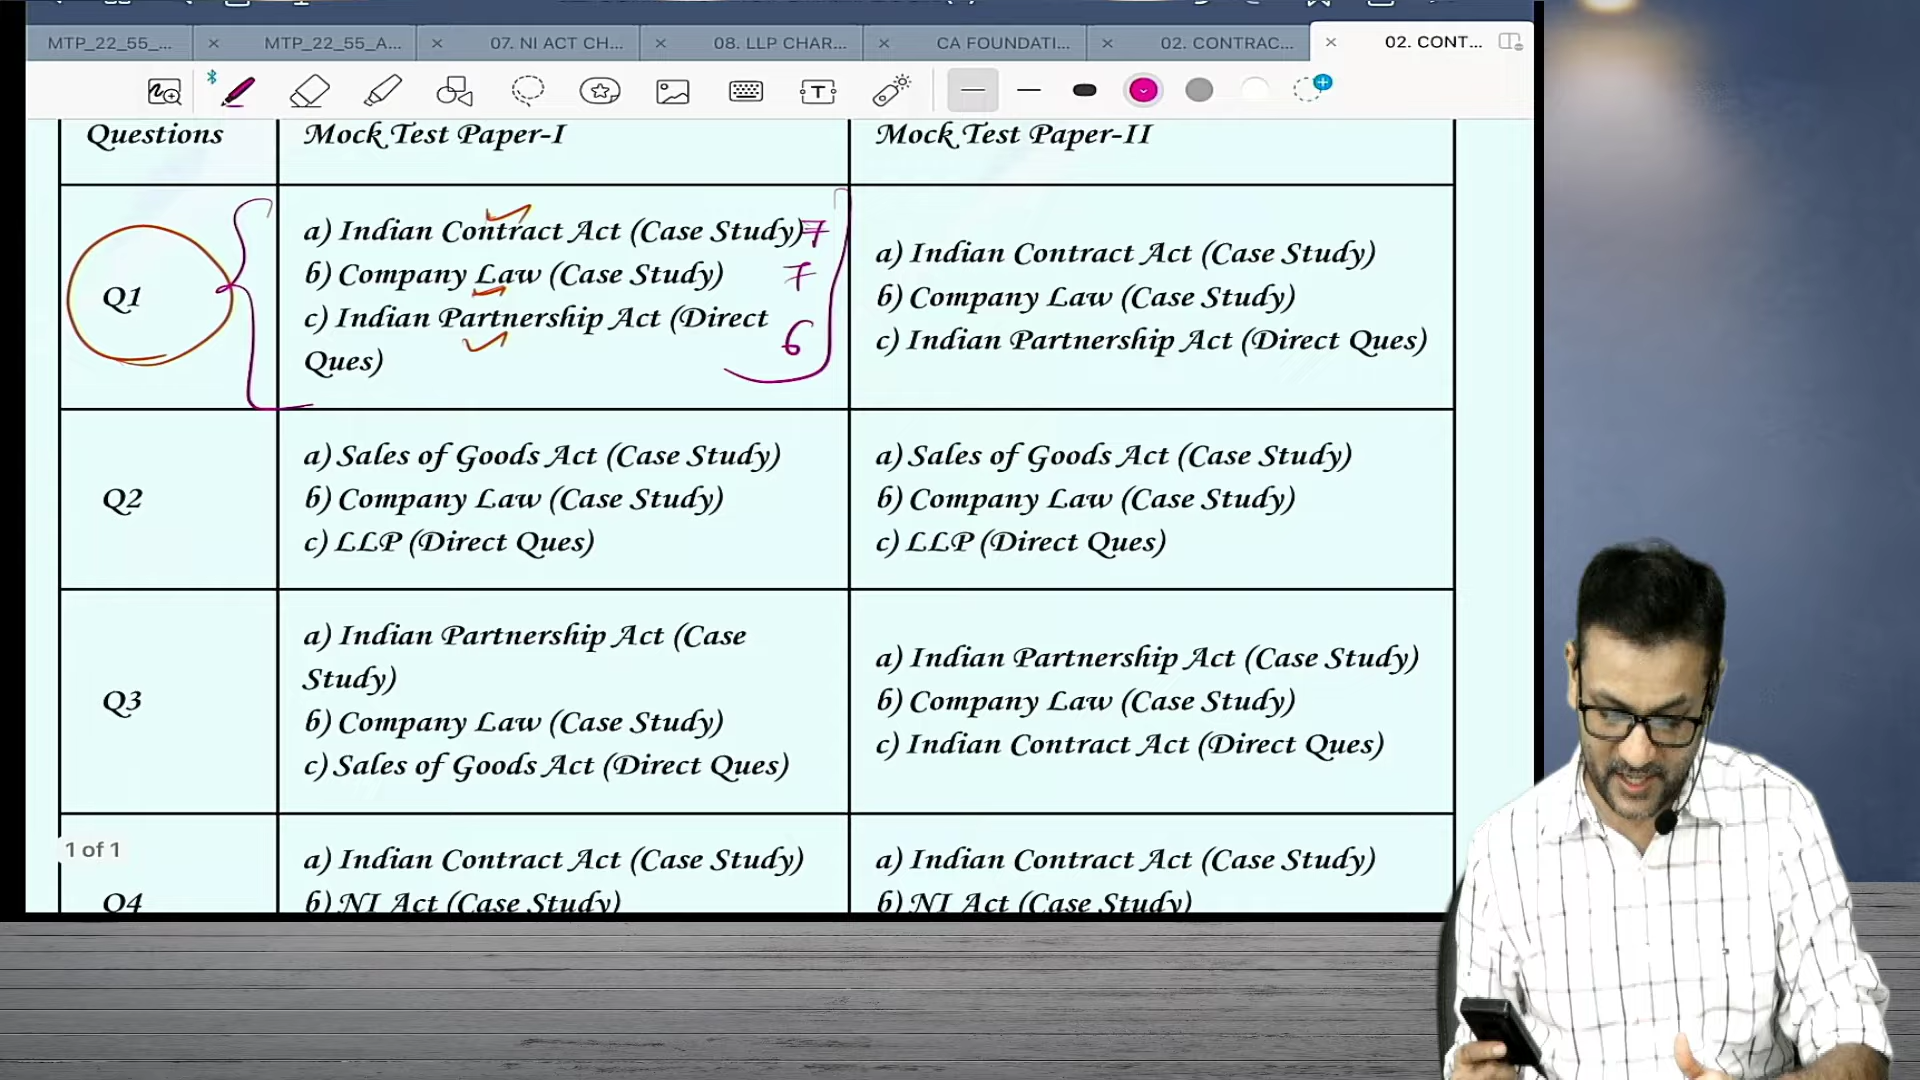 MTP_22_55_...
MTP_22_55_A...
07. NI ACT CH...
08. LLP CHAR...
CA FOUNDATI...
02. CONTRAC...
02. CONT...
T
Questions
Mock Test Paper-I
Mock Test Paper-II
Q1
a) Indian Contract Act (Case Study) 7
b) Company Law (Case Study) 7
c) Indian Partnership Act (Direct
Ques) 6
a) Indian Contract Act (Case Study)
b) Company Law (Case Study)
c) Indian Partnership Act (Direct Ques)
Q2
a) Sales of Goods Act (Case Study)
b) Company Law (Case Study)
c) LLP (Direct Ques)
a) Sales of Goods Act (Case Study)
b) Company Law (Case Study)
c) LLP (Direct Ques)
Q3
a) Indian Partnership Act (Case
Study)
b) Company Law (Case Study)
c) Sales of Goods Act (Direct Ques)
a) Indian Partnership Act (Case Study)
b) Company Law (Case Study)
c) Indian Contract Act (Direct Ques)
1 of 1
Q4
a) Indian Contract Act (Case Study)
b) NI Act (Case Study)
a) Indian Contract Act (Case Study)
b) NI Act (Case Study)